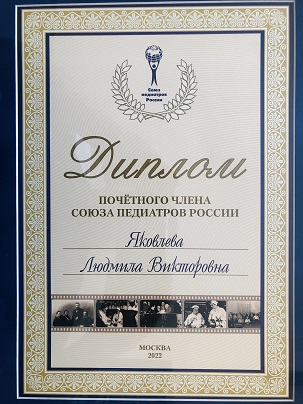 Союз
педиатров
России
Диплом
ПОЧЁТНОГО ЧЛЕНА
СОЮЗА ПЕДИАТРОВ РОССИИ
Яковлева
Людмила Викторовна
МОСКВА
2022